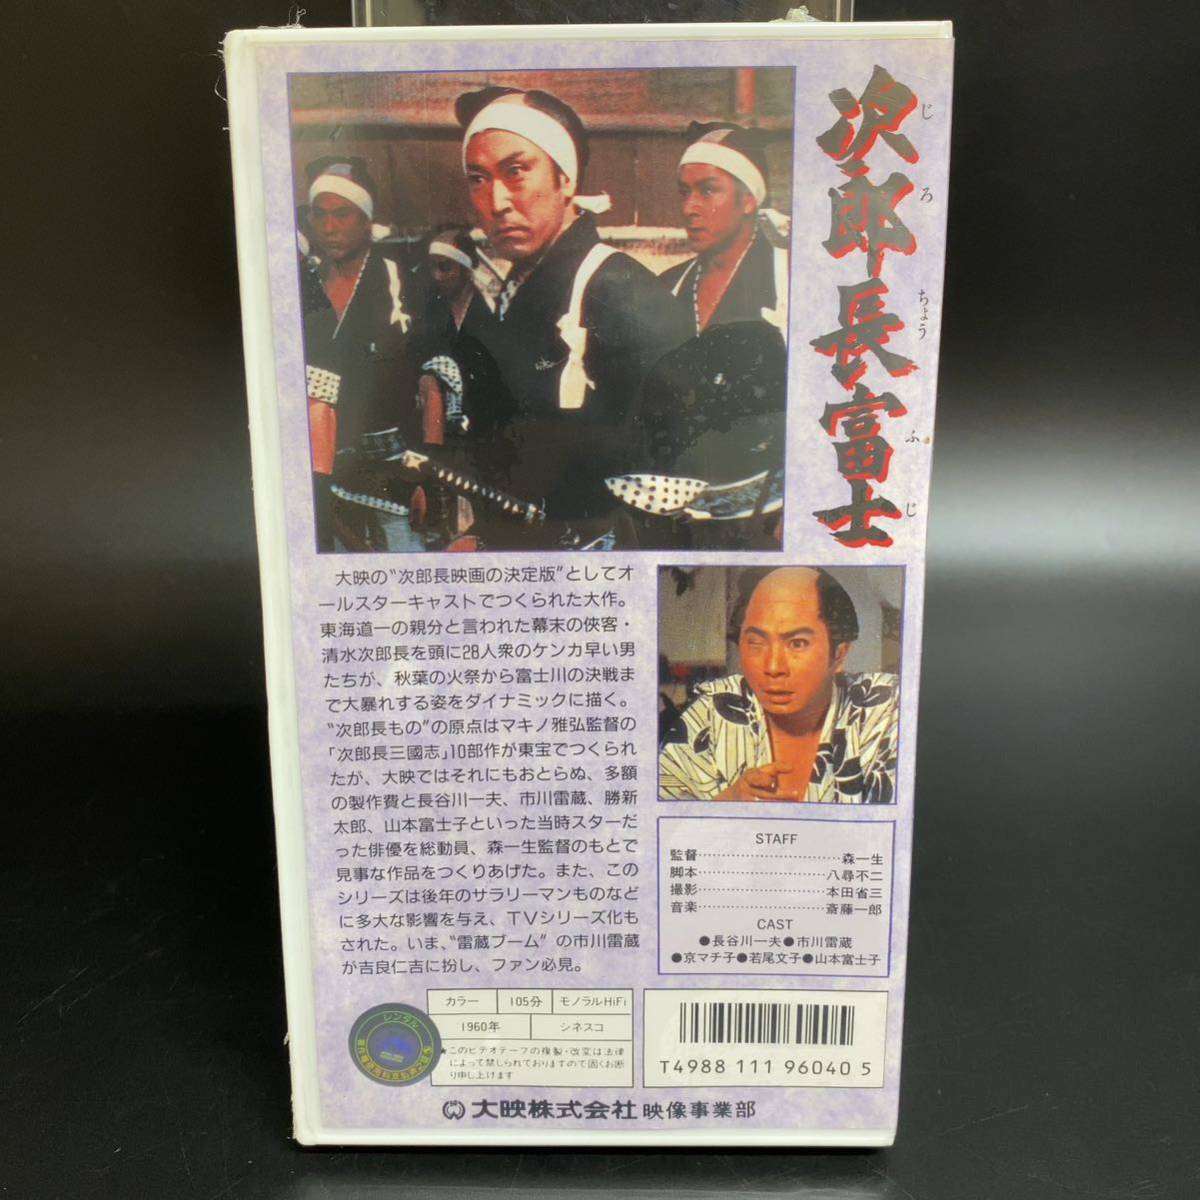 次郎長富士
じろちょうふじ
大映の“次郎長映画の決定版”としてオ
ールスターキャストでつくられた大作。
東海道一の親分と言われた幕末の侠客・
清水次郎長を頭に28人衆のケンカ早い男
たちが、秋葉の火祭から富士川の決戦ま
で大暴れする姿をダイナミックに描く。
“次郎長もの”の原点はマキノ雅弘監督の
「次郎長三國志」10部作が東宝でつくられ
たが、大映ではそれにもおとらぬ、多額
の製作費と長谷川一夫、市川雷蔵、勝新
太郎、山本富士子といった当時スターだ
った俳優を総動員、森一生監督のもとで
見事な作品をつくりあげた。また、この
シリーズは後年のサラリーマンものなど
に多大な影響を与え、TVシリーズ化も
された。いま、“雷蔵ブーム”の市川雷蔵
が吉良仁吉に扮し、ファン必見。
STAFF
監督……………………森一生
脚本……………………八尋不二
撮影……………………本田省三
音楽……………………斎藤一郎
CAST
●長谷川一夫●市川雷蔵
●京マチ子●若尾文子●山本富士子
カラー 105分 モノラルHiFi
1960年 シネスコ
★このビデオテープの複製・改変は法律
によって禁じられておりますので固くお断
り申し上げます
レンタル
T4988 111 96040 5
大映株式会社 映像事業部